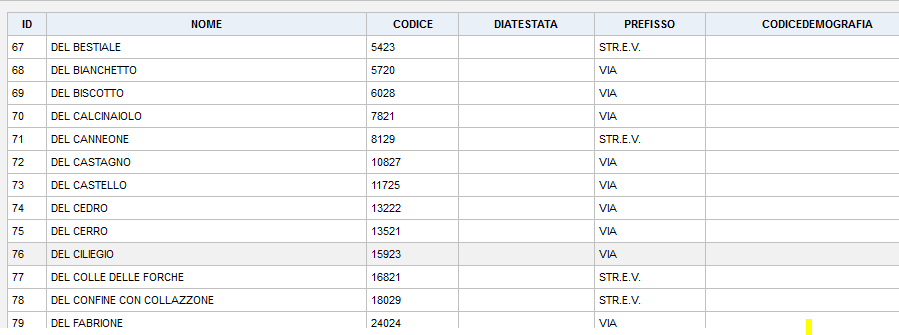 ID NOME CODICE DIATESTATA PREFISSO CODICEDEMOGRAFIA
67 DEL BESTIALE 5423 STR.E.V.
68 DEL BIANCHETTO 5720 VIA
69 DEL BISCOTTO 6028 VIA
70 DEL CALCINAIOLO 7821 VIA
71 DEL CANNEONE 8129 STR.E.V.
72 DEL CASTAGNO 10827 VIA
73 DEL CASTELLO 11725 VIA
74 DEL CEDRO 13222 VIA
75 DEL CERRO 13521 VIA
76 DEL CILIEGIO 15923 VIA
77 DEL COLLE DELLE FORCHE 16821 STR.E.V.
78 DEL CONFINE CON COLLAZZONE 18029 STR.E.V.
79 DEL FABRIONE 24024 VIA